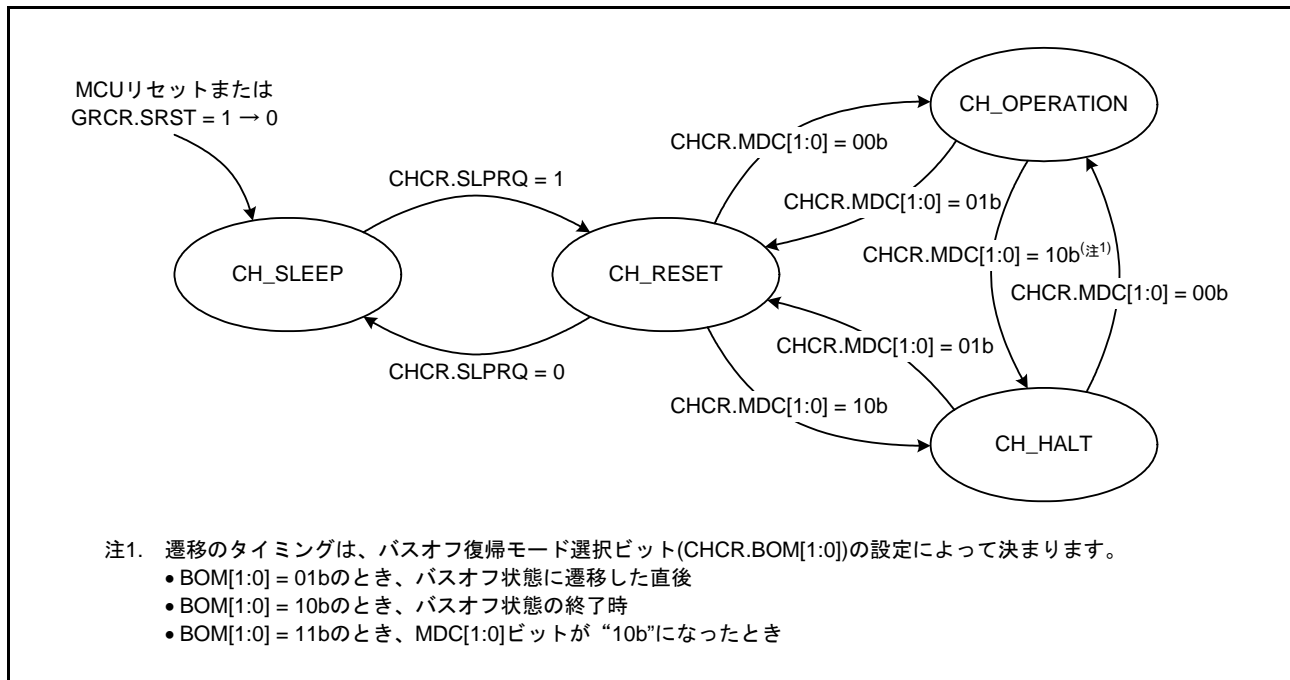 MCUリセットまたは
GRCR.SRST = 1 → 0
CH_OPERATION
CHCR.MDC[1:0] = 00b
CHCR.SLPRQ = 1
CHCR.MDC[1:0] = 01b
CHCR.MDC[1:0] = 10b(注1)
CH_SLEEP
CH_RESET
CHCR.MDC[1:0] = 00b
CHCR.MDC[1:0] = 01b
CHCR.SLPRQ = 0
CHCR.MDC[1:0] = 10b
CH_HALT
注1. 遷移のタイミングは、バスオフ復帰モード選択ビット(CHCR.BOM[1:0])の設定によって決まります。
• BOM[1:0] = 01bのとき、バスオフ状態に遷移した直後
• BOM[1:0] = 10bのとき、バスオフ状態の終了時
• BOM[1:0] = 11bのとき、MDC[1:0]ビットが “10b”になったとき